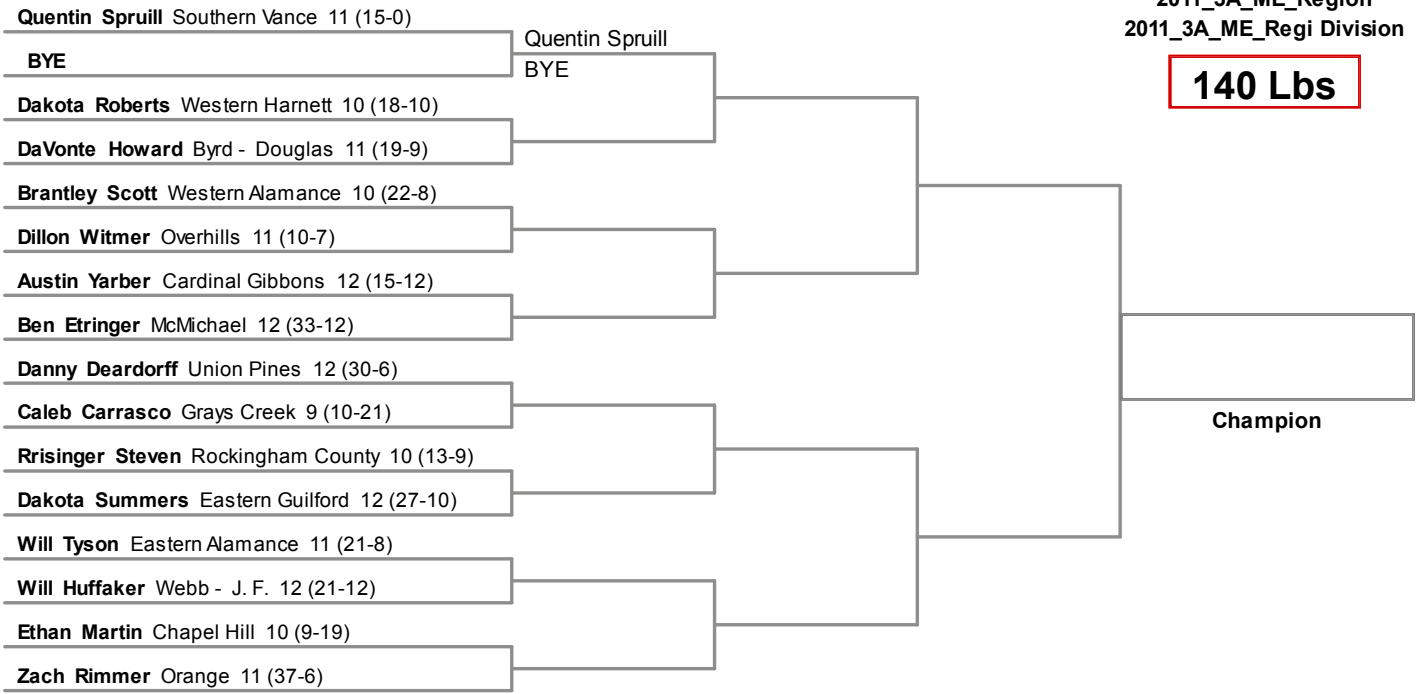 2011_3A_ME_Region
2011_3A_ME_Regi Division
140 Lbs
Quentin Spruill Southern Vance 11 (15-0)
BYE
Quentin Spruill
BYE
Dakota Roberts Western Harnett 10 (18-10)
DaVonte Howard Byrd - Douglas 11 (19-9)
Brantley Scott Western Alamance 10 (22-8)
Dillon Witmer Overhills 11 (10-7)
Austin Yarber Cardinal Gibbons 12 (15-12)
Ben Etringer McMichael 12 (33-12)
Danny Deardorff Union Pines 12 (30-6)
Caleb Carrasco Grays Creek 9 (10-21)
Rrisinger Steven Rockingham County 10 (13-9)
Dakota Summers Eastern Guilford 12 (27-10)
Will Tyson Eastern Alamance 11 (21-8)
Will Huffaker Webb - J. F. 12 (21-12)
Ethan Martin Chapel Hill 10 (9-19)
Zach Rimmer Orange 11 (37-6)
Champion